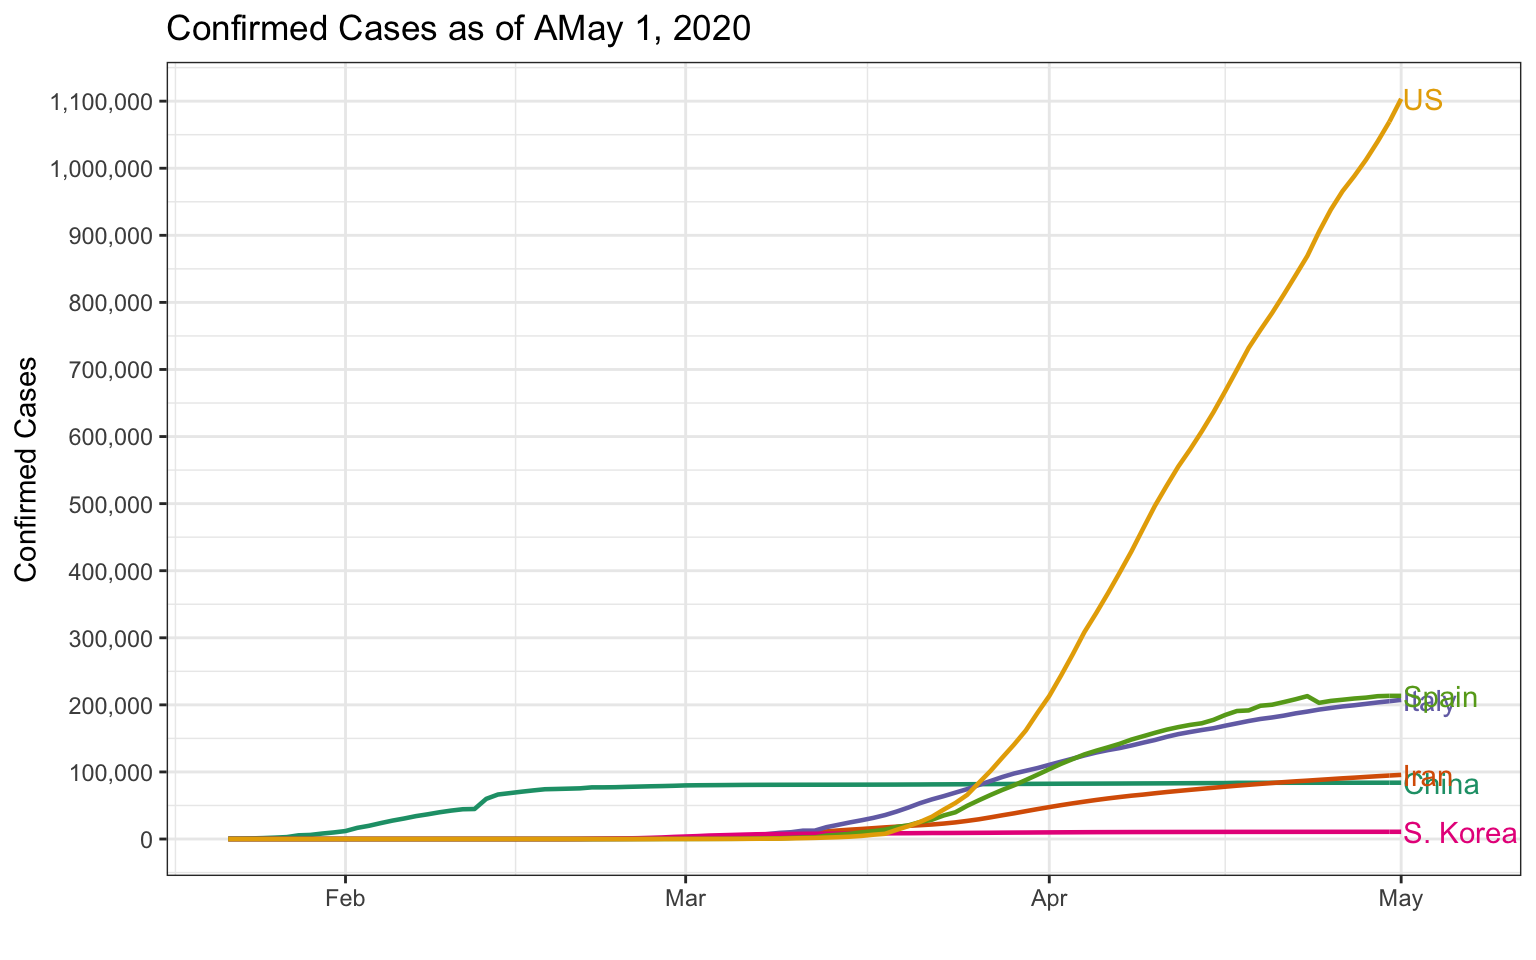 Confirmed Cases as of AMay 1, 2020
Confirmed Cases
1,100,000
1,000,000
900,000
800,000
700,000
600,000
500,000
400,000
300,000
200,000
100,000
0
US
Spain
Italy
Iran
China
S. Korea
Feb Mar Apr May